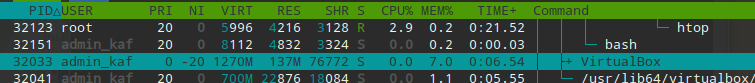 PID△USER PRI NI VIRT RES SHR S CPU% MEM% TIME+ Command
32123 root 20 0 5996 4216 3128 R 2.9 0.2 0:00.52 htop
32151 admin_kaf 20 0 8112 4832 3324 S 0.0 0.2 0:00.02 bash
32033 admin_kaf 0 -20 1270M 137M 76772 S 0.0 7.0 0:06.54 VirtualBox
32041 admin_kaf 20 0 700M 22876 18084 S 0.0 1.1 0:05.55 /usr/lib64/virtualbox